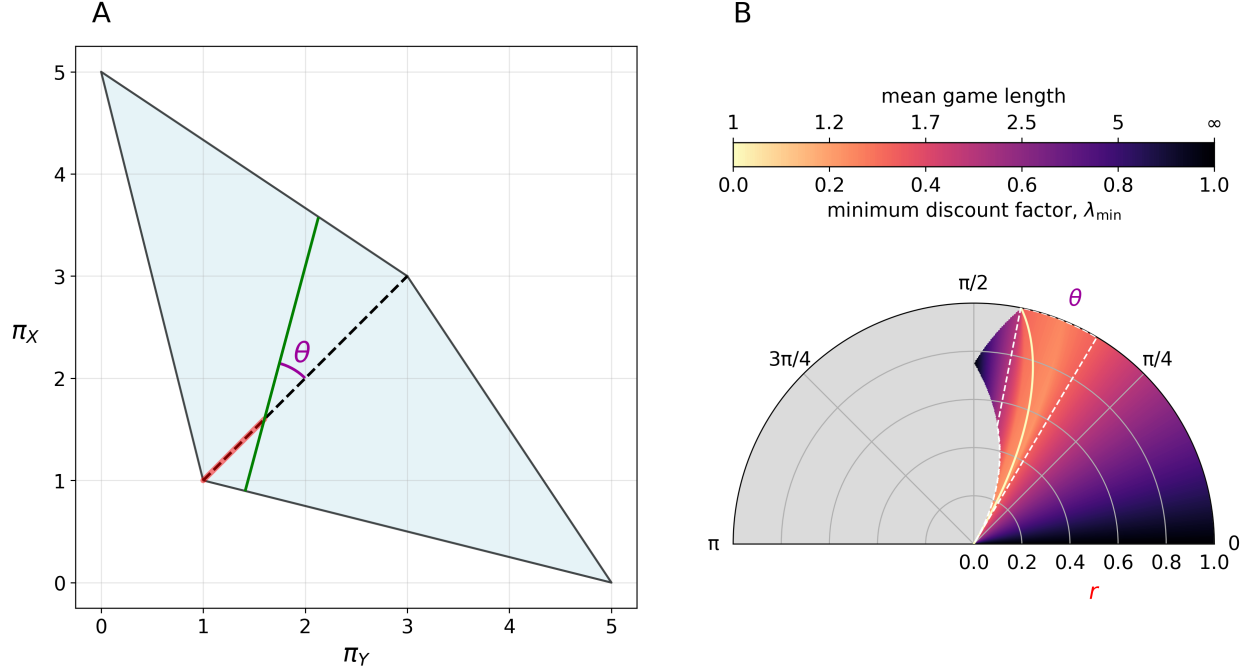 A
5
4
3
2
1
0
π_X
θ
0 1 2 3 4 5
π_Y
B
mean game length
1 1.2 1.7 2.5 5 ∞
0.0 0.2 0.4 0.6 0.8 1.0
minimum discount factor, λ_min
π/2
θ
3π/4 π/4
π 0
0.0 0.2 0.4 0.6 0.8 1.0
r